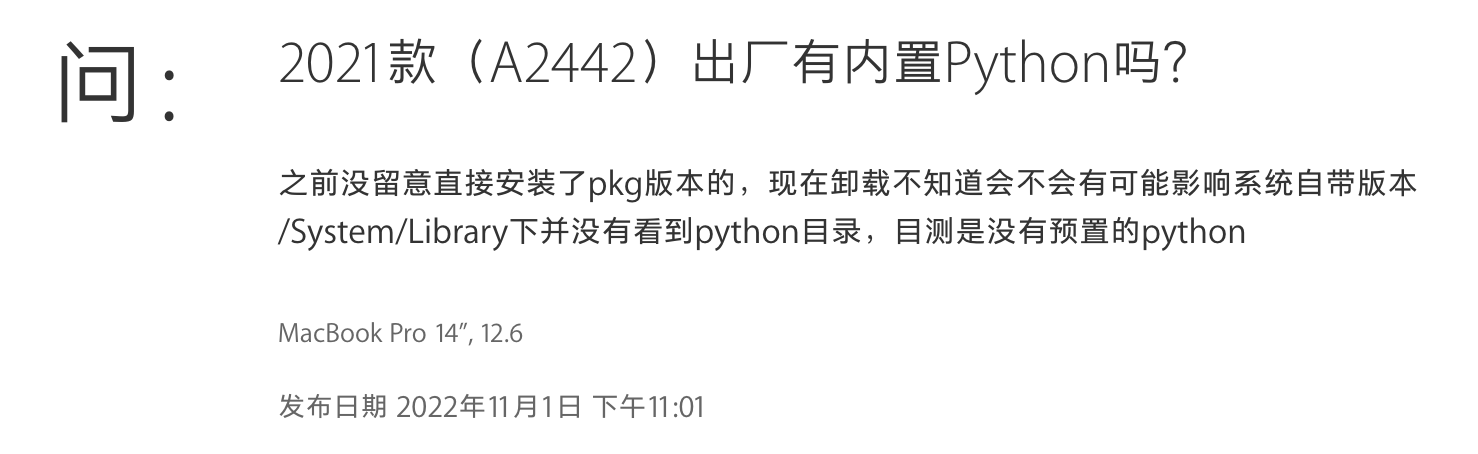 问：
2021款（A2442）出厂有内置Python吗？
之前没留意直接安装了pkg版本的，现在卸载不知道会不会有可能影响系统自带版本
/System/Library下并没有看到python目录，目测是没有预置的python
MacBook Pro 14″, 12.6
发布日期 2022年11月1日 下午11:01